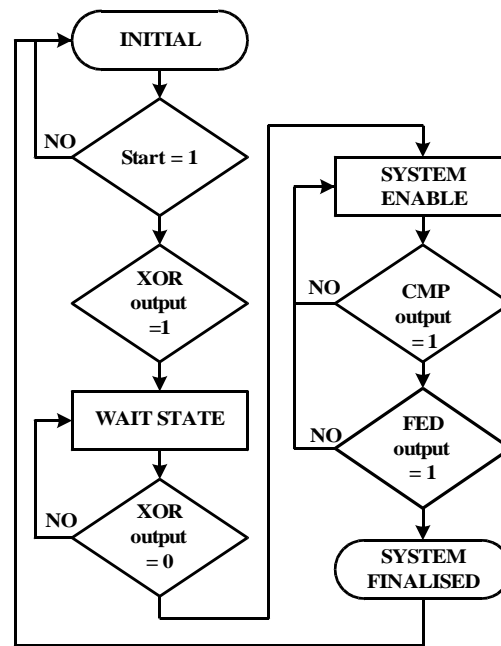 INITIAL
NO
Start = 1
XOR
output
=1
WAIT STATE
NO
XOR
output
= 0
SYSTEM
ENABLE
NO
CMP
output
= 1
NO
FED
output
= 1
SYSTEM
FINALISED